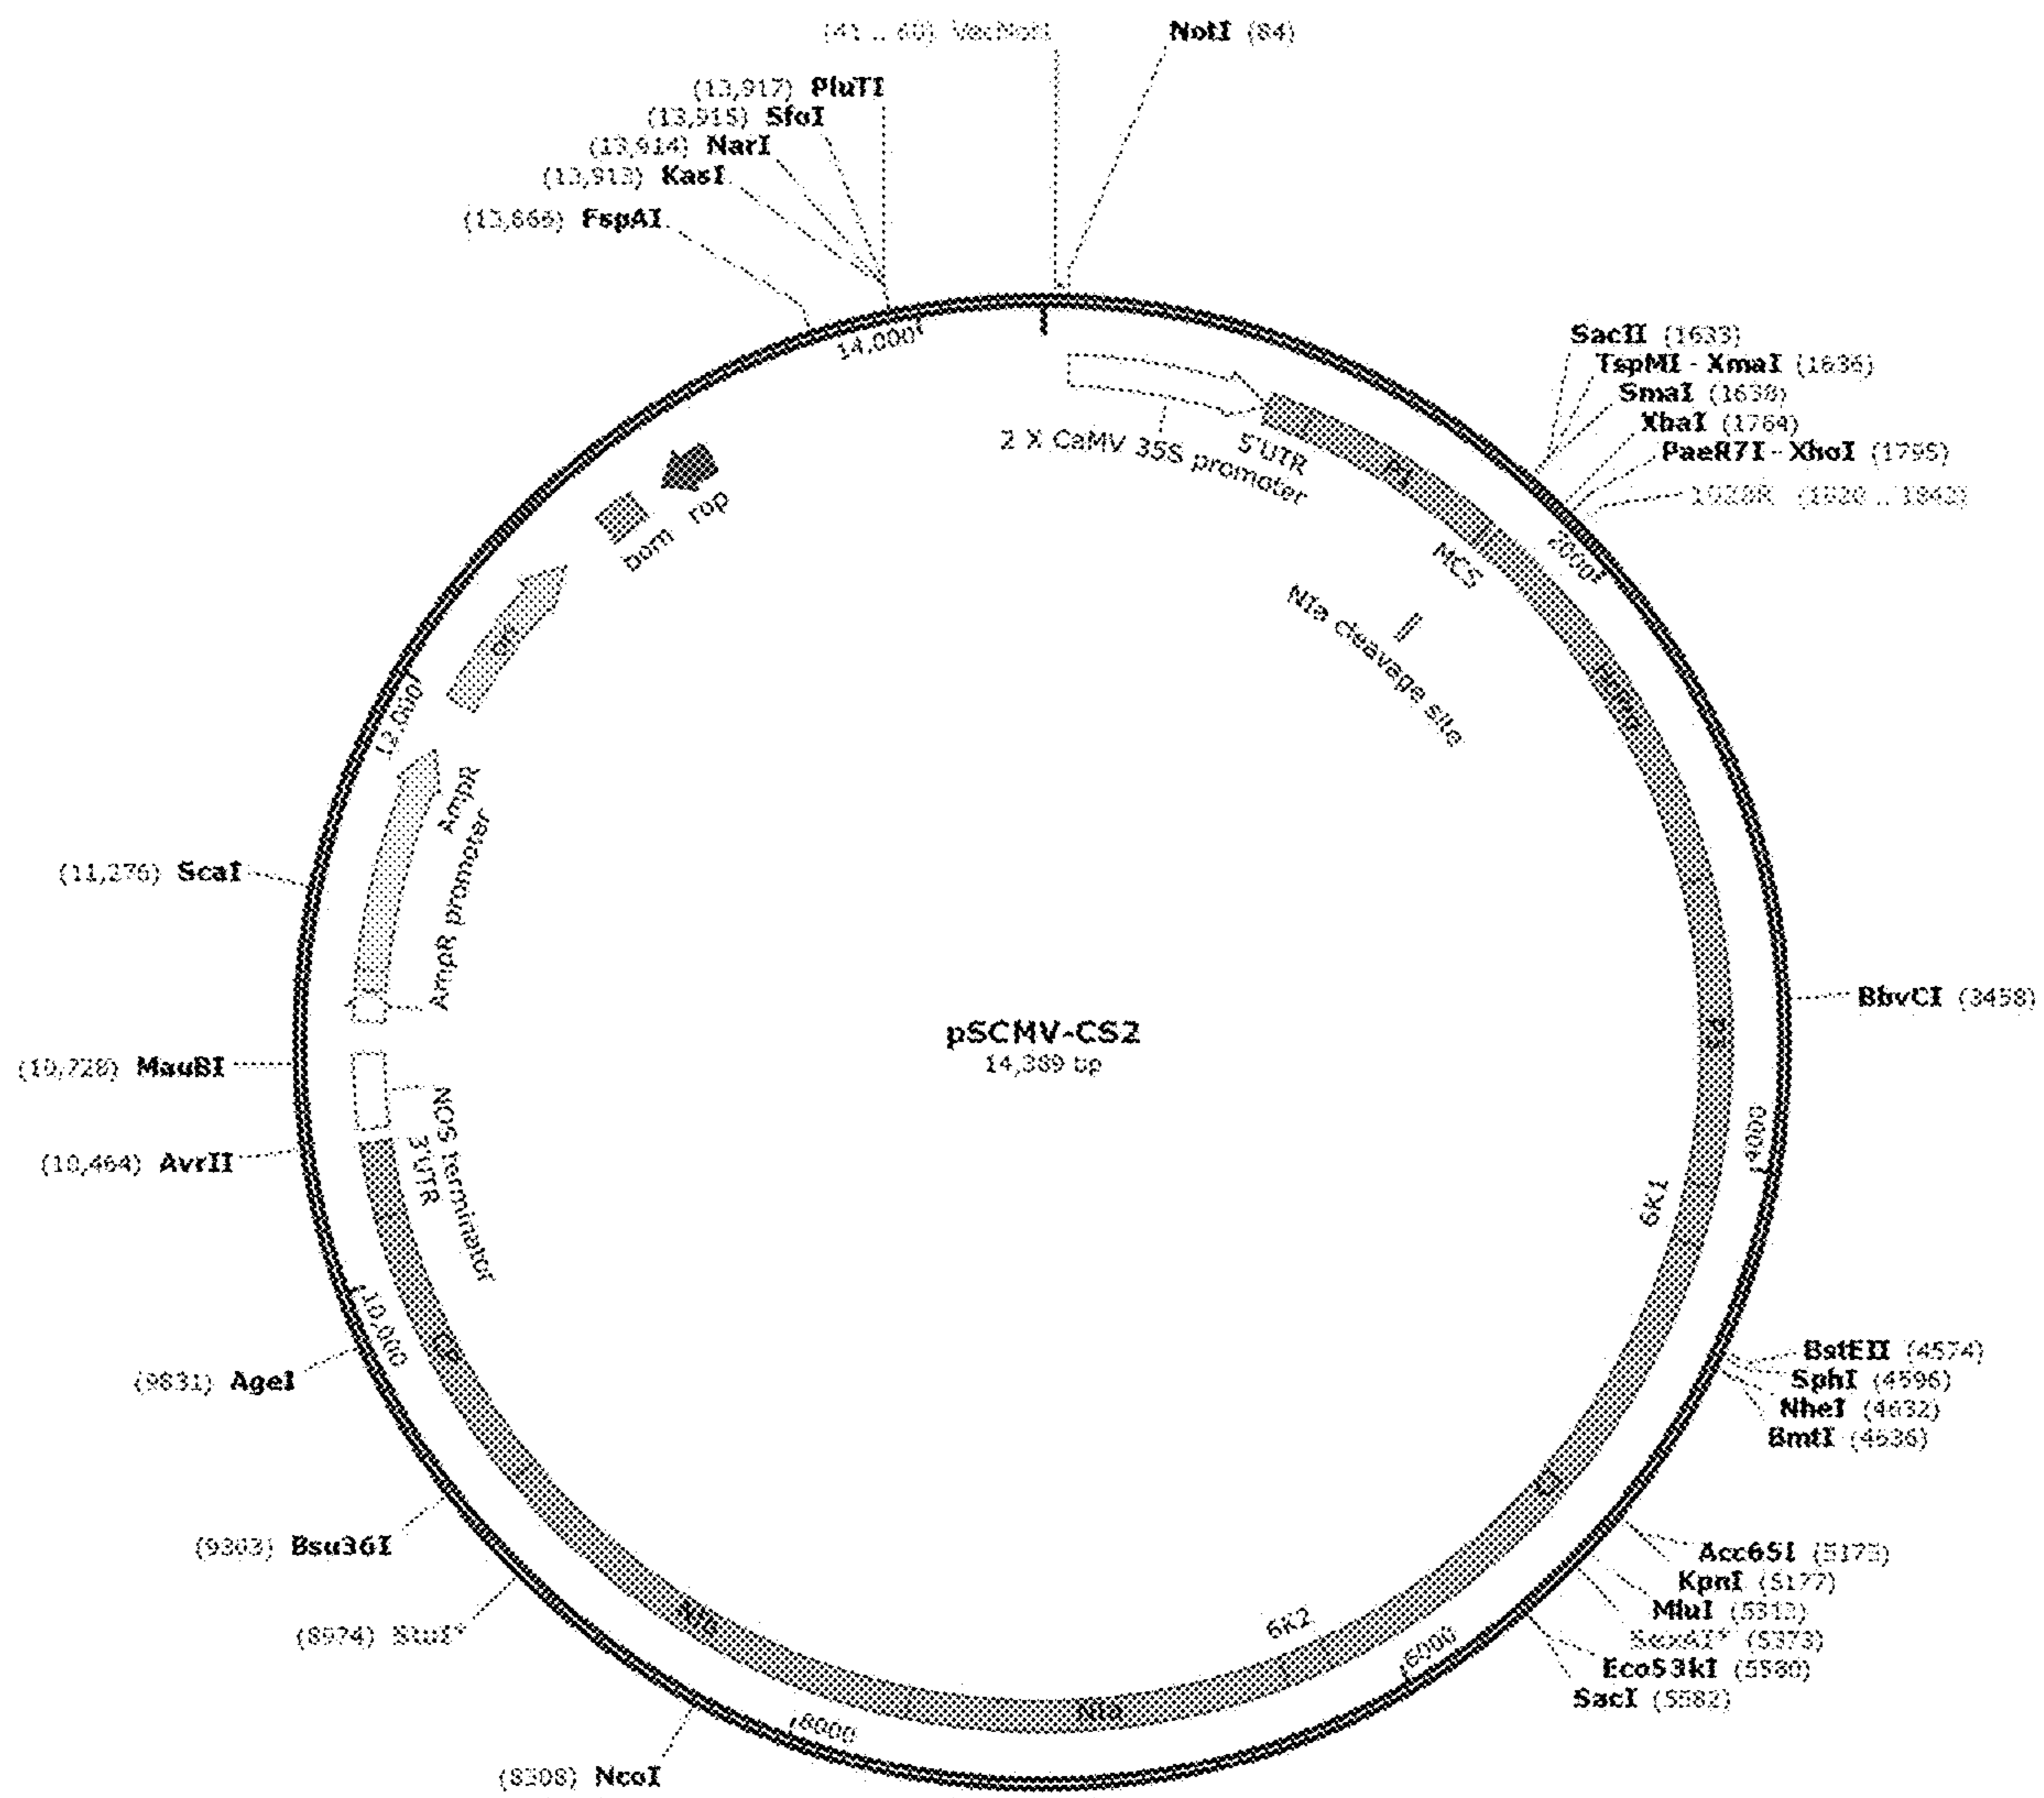 (41 .. 60) VecNotI
NotI (84)
(13,917) PluTI
(13,915) SfoI
(13,914) NarI
(13,913) KasI
(13,866) FspAI
SacII (1633)
TspMI - XmaI (1636)
SmaI (1638)
XbaI (1764)
PaeR7I - XhoI (1795)
(1820 .. 1842)
14,000
2 X CaMV 35S promoter
5'UTR
P1
MCS
2000
NIa cleavage site
rop
bom
ori
12,000
AmpR
AmpR promoter
(11,276) ScaI
BbvCI (3458)
P3
pSCMV-CS2
14,389 bp
(10,728) MauBI
NOS terminator
3'UTR
(10,464) AvrII
4000
6K1
10,000
(9831) AgeI
BstEII (4574)
SphI (4596)
NheI (4632)
BmtI (4636)
CI
(9303) Bsu36I
Acc65I (5173)
KpnI (5177)
MluI (5313)
SexAI* (5373)
Eco53kI (5580)
SacI (5582)
(8974) StuI*
NIb
6K2
6000
NIa
8000
(8308) NcoI